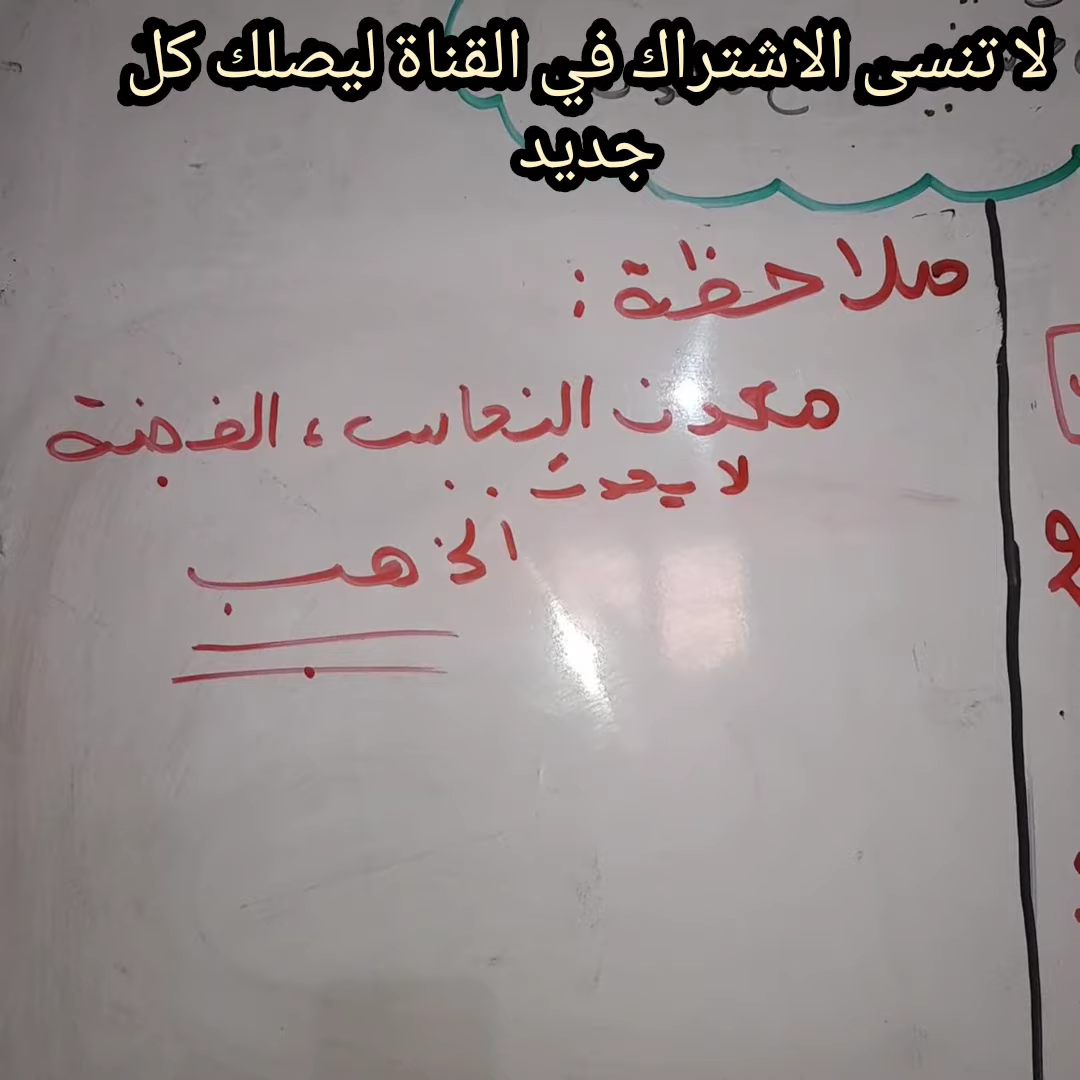 لا تنسى الاشتراك في القناة ليصلك كل
جديد
ملاحظة :
معدن النحاس، الفضة
لا يحدث
الذهب